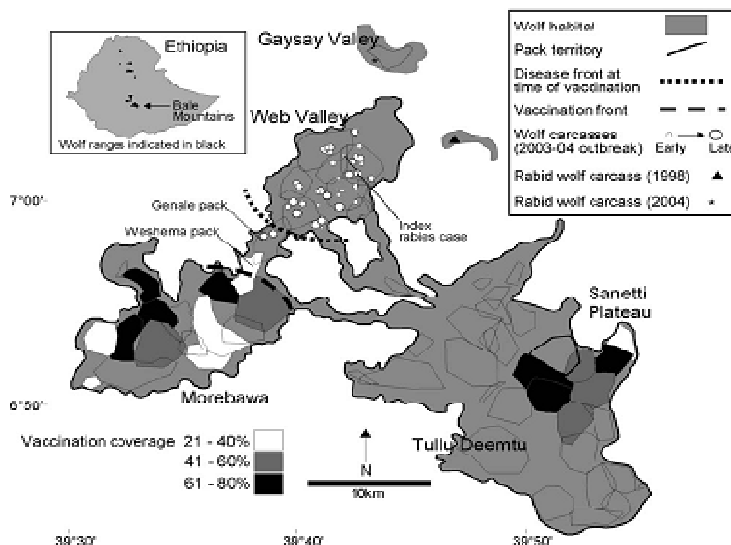 Ethiopia
Bale
Mountains
Wolf ranges indicated in black
Gaysay Valley
Web Valley
Wolf habitat
Pack territory
Disease front at
time of vaccination
Vaccination front
Wolf carcasses
(2003-04 outbreak)
Early
Late
Rabid wolf carcass (1998)
Rabid wolf carcass (2004)
7°00'
Genale pack
Weshema pack
Index
rabies case
Sanetti
Plateau
6°50'
Morebawa
Tullu Deemtu
Vaccination coverage
21 - 40%
41 - 60%
61 - 80%
N
10km
39°30'
39°40'
39°50'